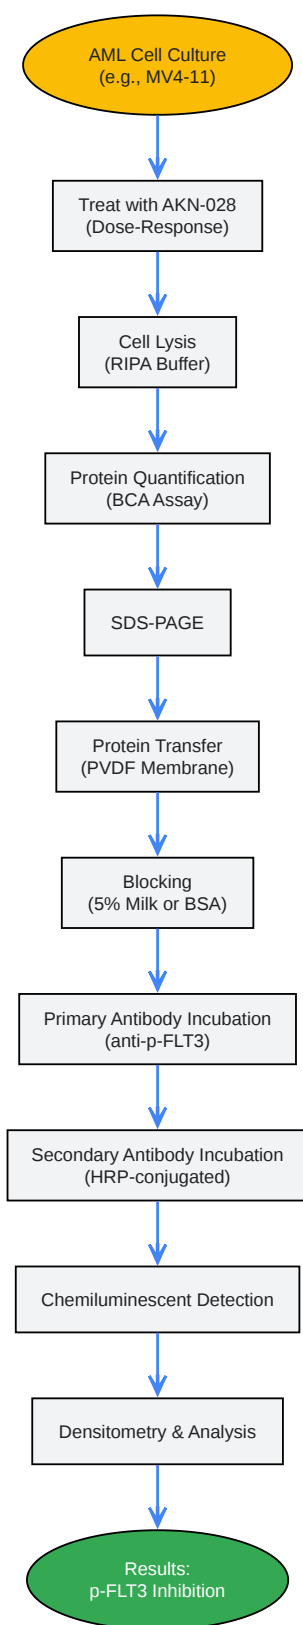 AML Cell Culture
(e.g., MV4-11)
Treat with AKN-028
(Dose-Response)
Cell Lysis
(RIPA Buffer)
Protein Quantification
(BCA Assay)
SDS-PAGE
Protein Transfer
(PVDF Membrane)
Blocking
(5% Milk or BSA)
Primary Antibody Incubation
(anti-p-FLT3)
Secondary Antibody Incubation
(HRP-conjugated)
Chemiluminescent Detection
Densitometry & Analysis
Results:
p-FLT3 Inhibition